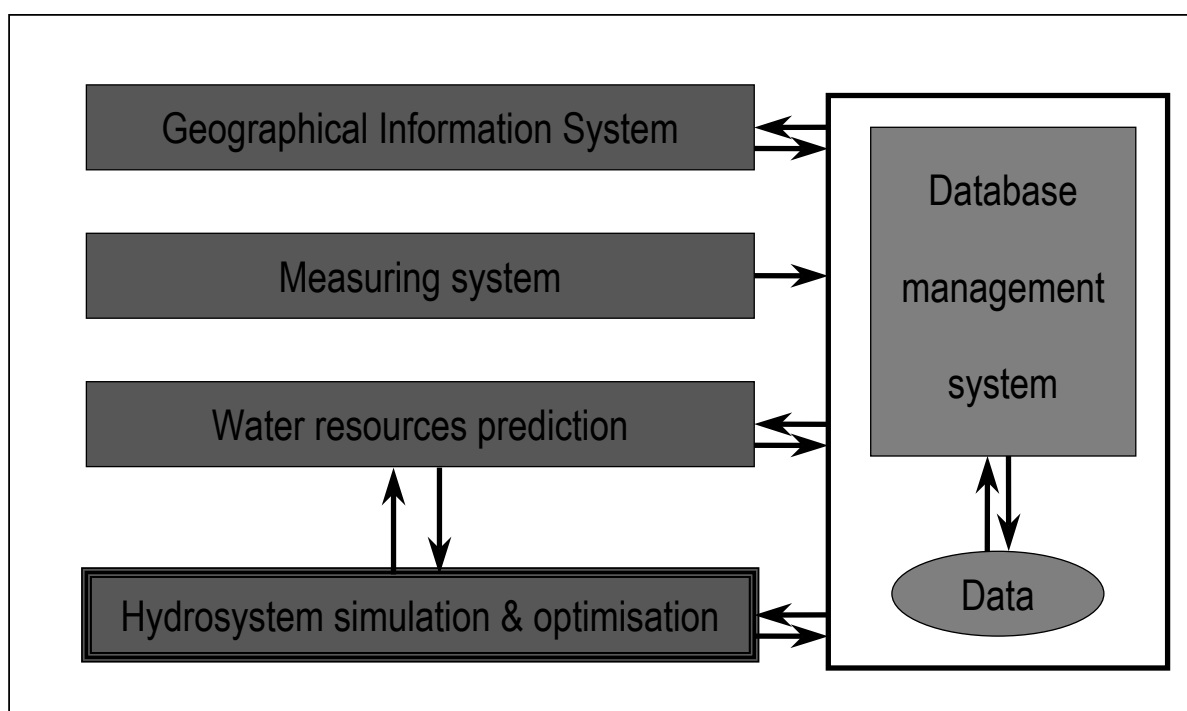 Geographical Information System
Measuring system
Water resources prediction
Hydrosystem simulation & optimisation
Database
management
system
Data